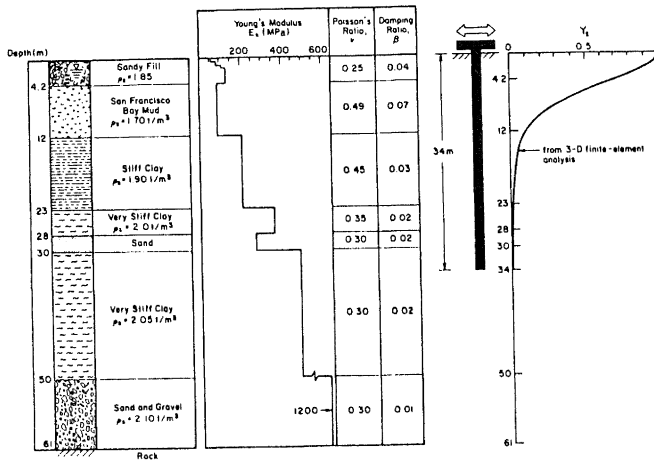 Depth(m)
Young's Modulus
Es (MPa)
200 400 600
Poisson's
Ratio,
ν
Damping
Ratio,
β
Sandy Fill
ρs = 1.85
0.25
0.04
4.2
San Francisco
Bay Mud
ρs = 1.70 t/m³
0.49
0.07
12
Stiff Clay
ρs = 1.90 t/m³
0.45
0.03
23
Very Stiff Clay
ρs = 2.0 t/m³
0.35
0.02
28
Sand
0.30
0.02
30
Very Stiff Clay
ρs = 2.05 t/m³
0.30
0.02
50
Sand and Gravel
ρs = 2.10 t/m³
1200
0.30
0.01
61
Rock
34m
Ys
0 0.5
4.2
12
from 3-D finite-element
analysis
23
28
30
34
50
61